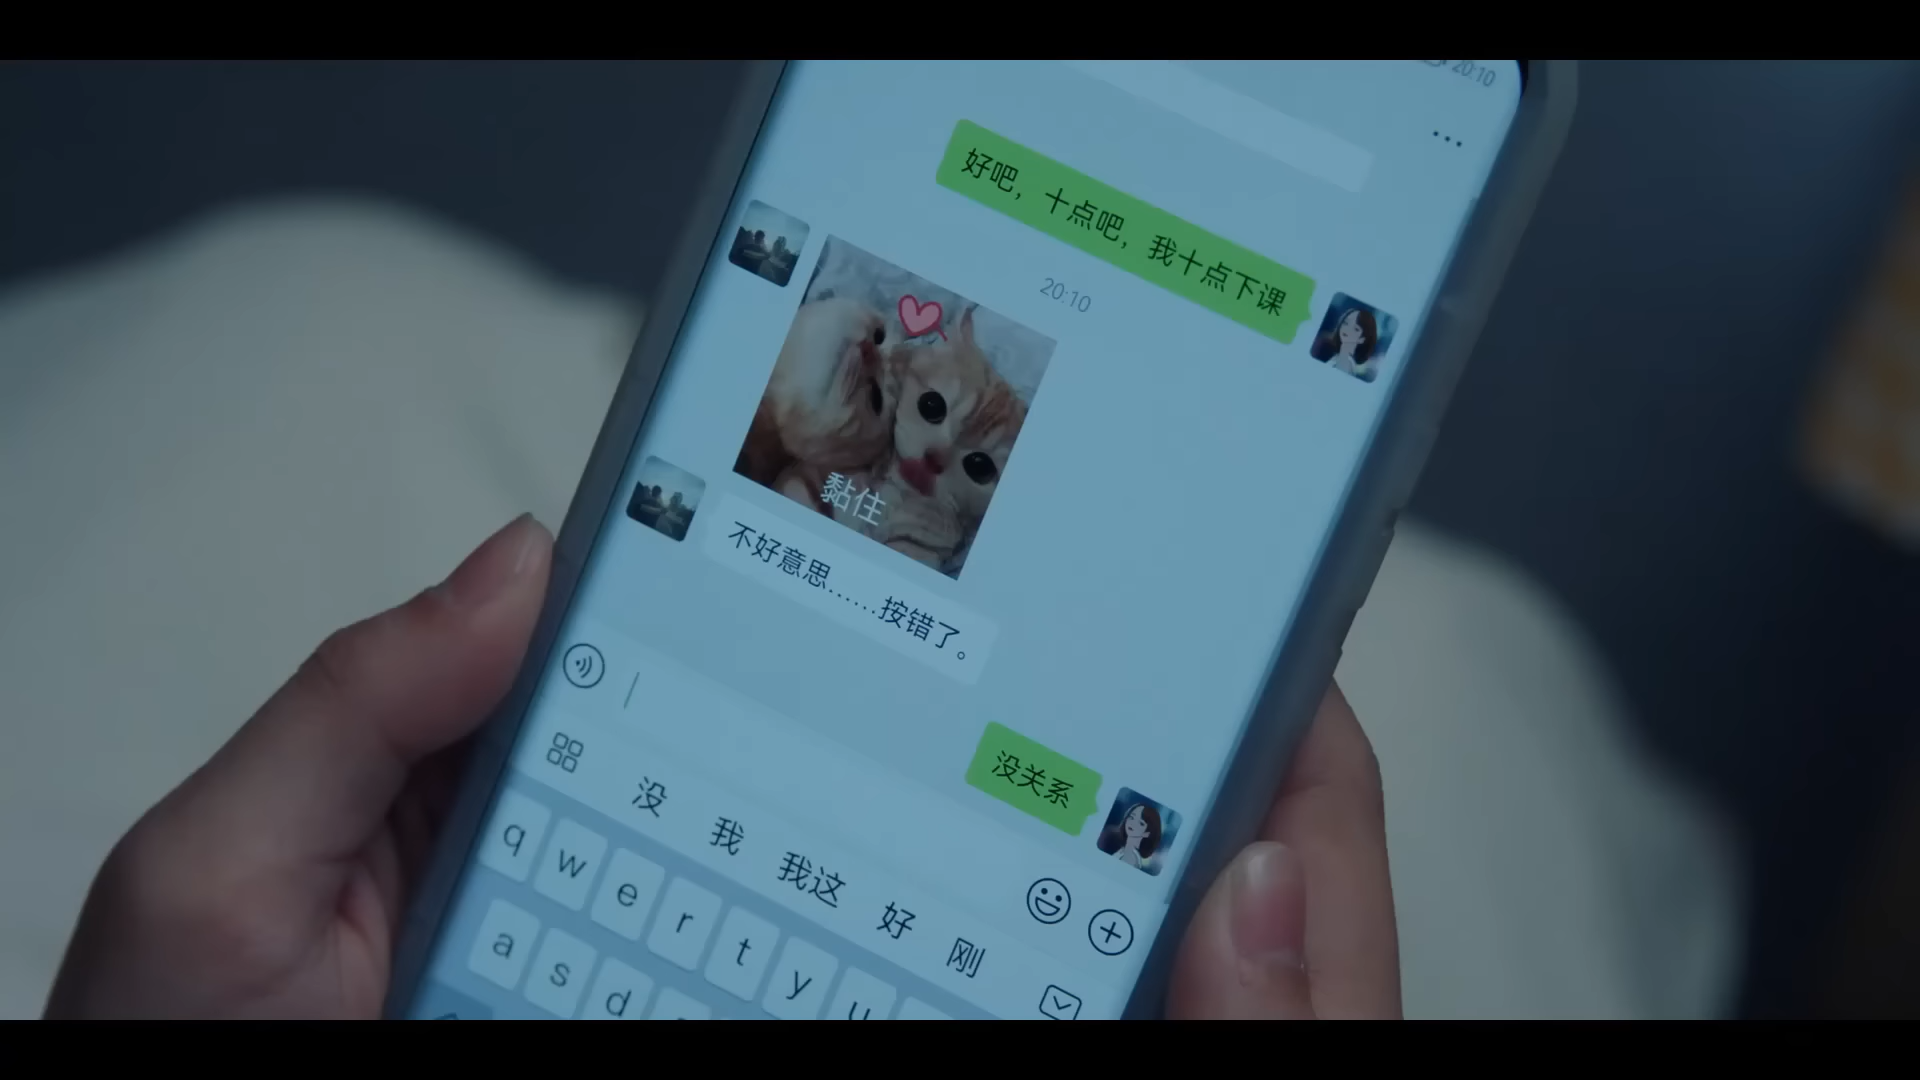 20:10
好吧，十点吧，我十点下课
20:10
黏住
不好意思……按错了。
没关系
没 我 我这 好 刚
q w e r t y u
a s d